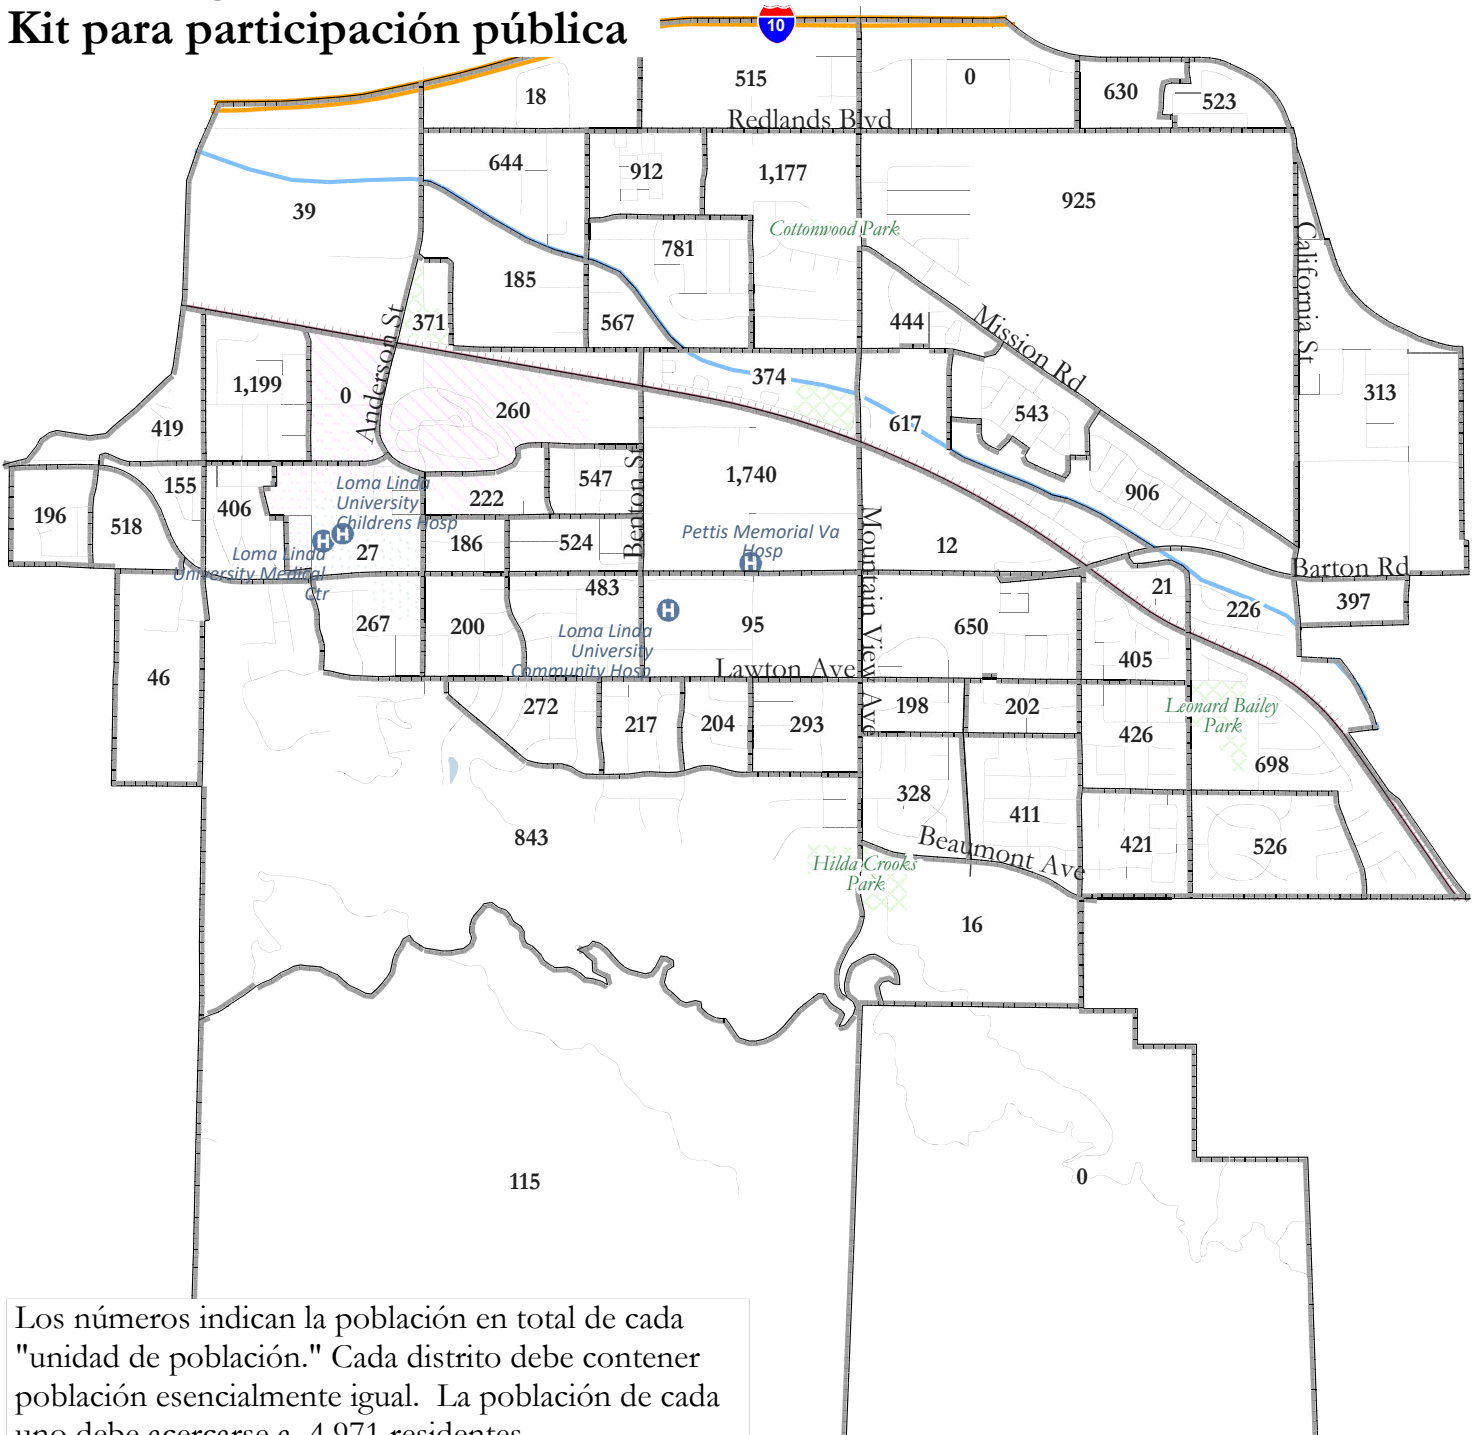 Kit para participación pública
10
18
515
0
630
523
Redlands Blvd
644
912
1,177
925
39
Cottonwood Park
781
185
California St
371
567
444
Mission Rd
Anderson St
1,199
0
260
374
313
419
543
617
547
1,740
155
222
906
Loma Linda
University
Childrens Hosp
196
518
406
Benton St
Pettis Memorial Va
Hosp
186
524
12
Mountain View Ave
27
Loma Linda
University Medical
Ctr
Barton Rd
483
21
226
397
267
200
95
650
Loma Linda
University
Community Hosp
405
46
Lawton Ave
272
217
204
293
198
202
426
Leonard Bailey
Park
698
328
411
843
Beaumont Ave
421
526
Hilda Crooks
Park
16
115
0
Los números indican la población en total de cada
"unidad de población." Cada distrito debe contener
población esencialmente igual. La población de cada
uno debe acercarse a 4,971 residentes